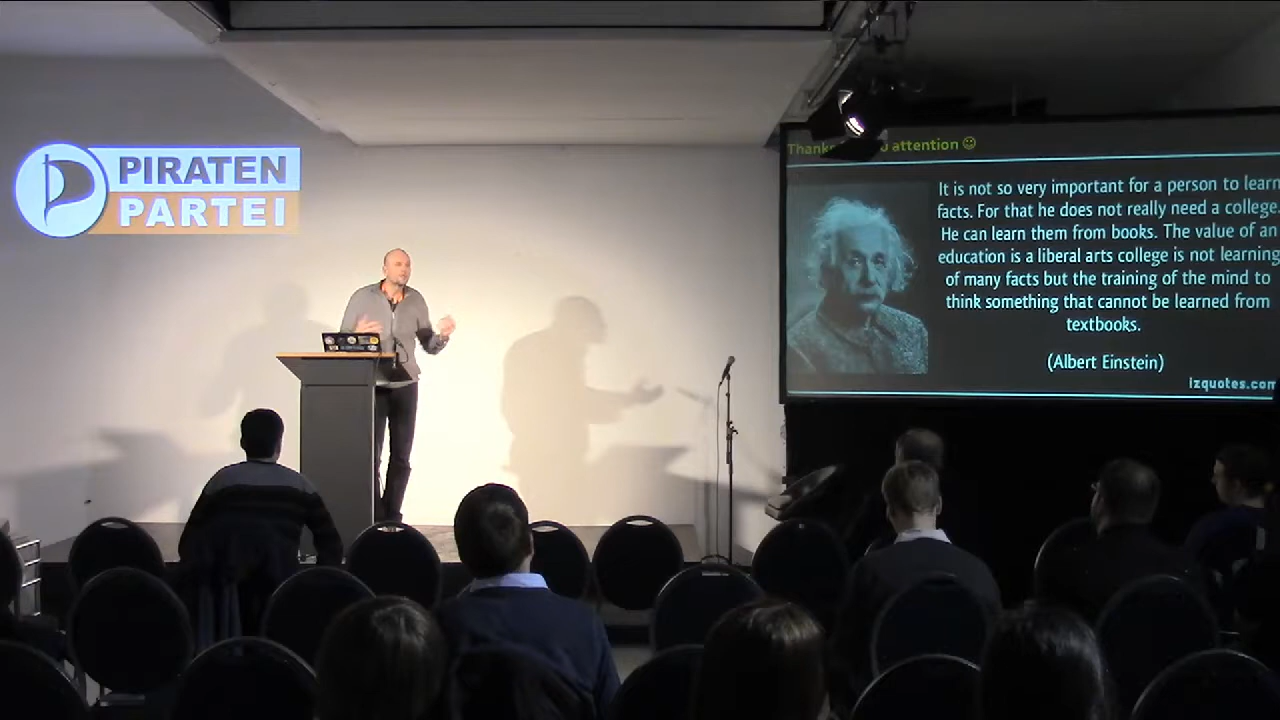 PIRATEN
PARTEI
attention ☺
It is not so very important for a person to learn
facts. For that he does not really need a college.
He can learn them from books. The value of an
education is a liberal arts college is not learning
of many facts but the training of the mind to
think something that cannot be learned from
textbooks.
(Albert Einstein)
izquotes.com